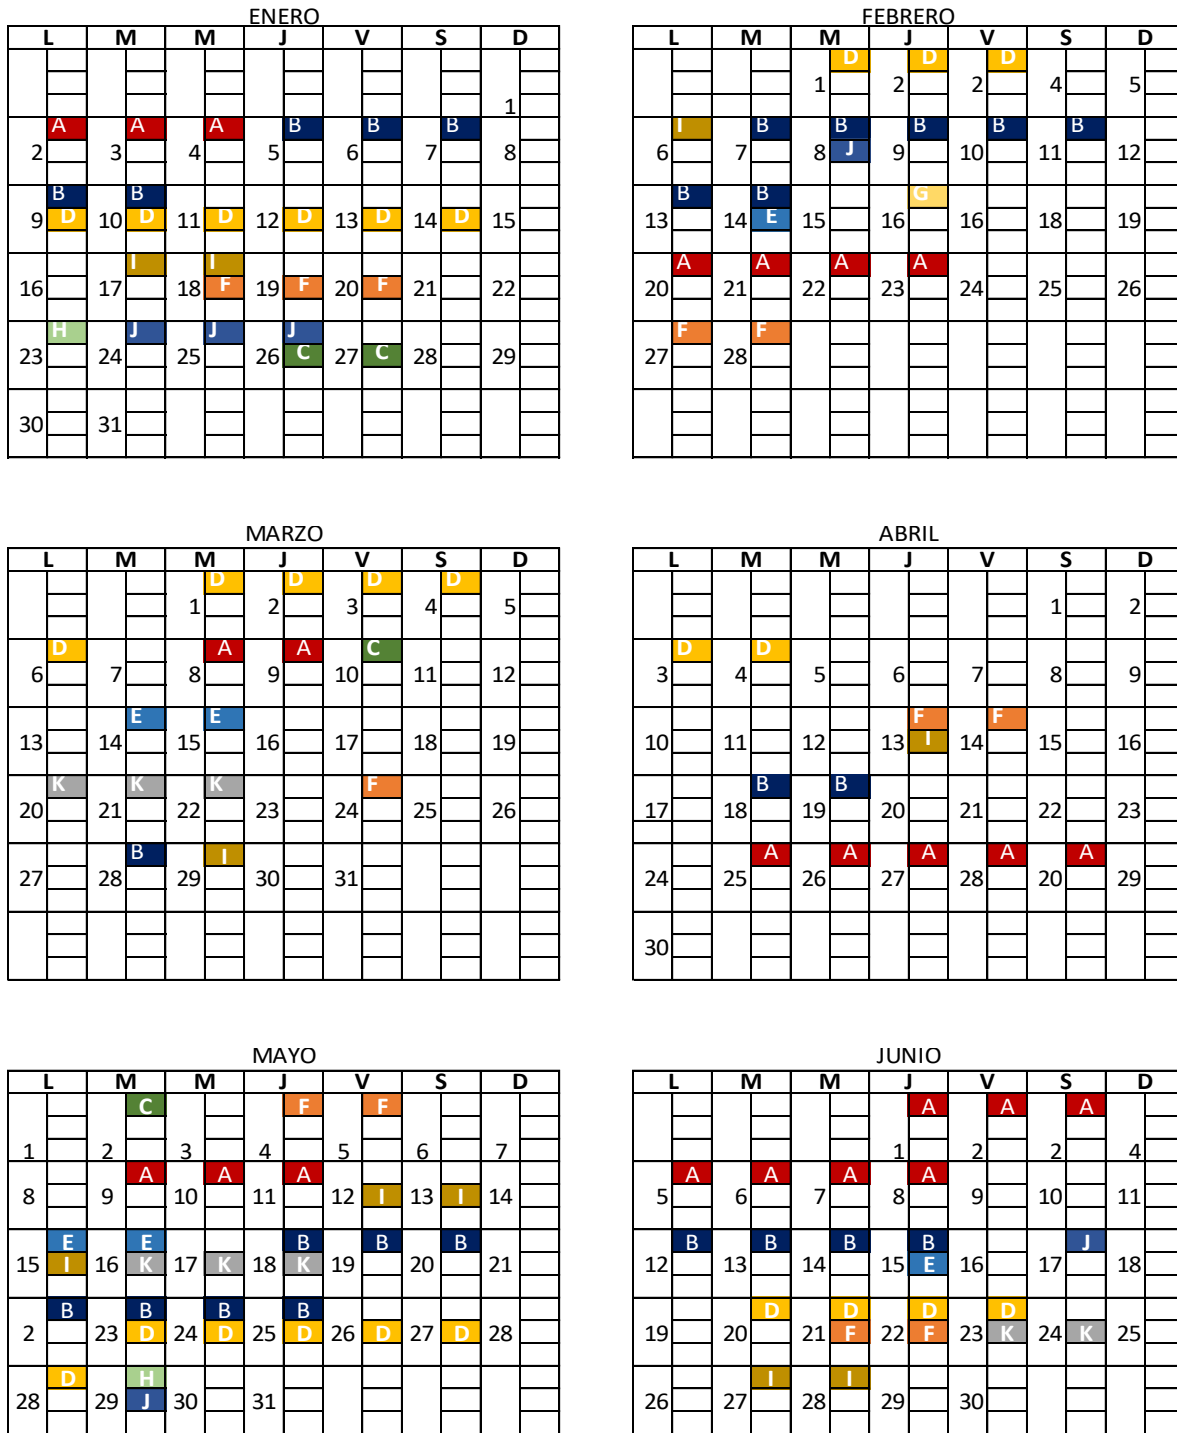 ENERO
L M M J V S D
1
A A A B B B
2 3 4 5 6 7 8
B B
9 D 10 D 11 D 12 D 13 D 14 D 15
I I
16 17 18 F 19 F 20 F 21 22
H J J J
23 24 25 26 C 27 C 28 29
30 31
FEBRERO
L M M J V S D
D D D
1 2 2 4 5
I B B B B B
6 7 8 J 9 10 11 12
B B G
13 14 E 15 16 16 18 19
A A A A
20 21 22 23 24 25 26
F F
27 28
MARZO
L M M J V S D
D D D D
1 2 3 4 5
D A A C
6 7 8 9 10 11 12
E E
13 14 15 16 17 18 19
K K K F
20 21 22 23 24 25 26
B I
27 28 29 30 31
ABRIL
L M M J V S D
1 2
D D
3 4 5 6 7 8 9
F F
10 11 12 13 I 14 15 16
B B
17 18 19 20 21 22 23
A A A A A
24 25 26 27 28 20 29
30
MAYO
L M M J V S D
C F F
1 2 3 4 5 6 7
A A A
8 9 10 11 12 I 13 I 14
E E B B B
15 I 16 K 17 K 18 K 19 20 21
B B B B
2 23 D 24 D 25 D 26 D 27 D 28
D H
28 29 J 30 31
JUNIO
L M M J V S D
A A A
1 2 2 4
A A A A
5 6 7 8 9 10 11
B B B B J
12 13 14 15 E 16 17 18
D D D D
19 20 21 F 22 F 23 K 24 K 25
I I
26 27 28 29 30